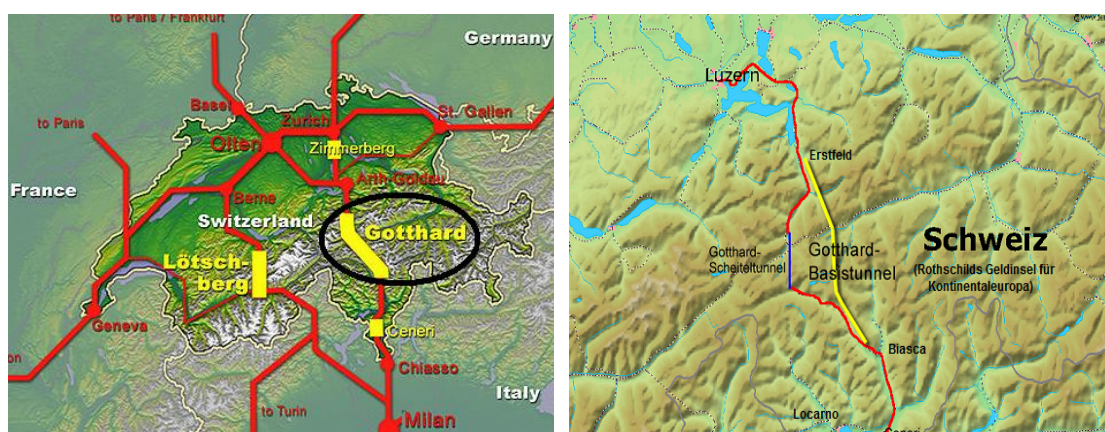 to Paris / Frankfurt
Germany
Basel
Zurich
St. Gallen
to Paris
Olten
Zimmerberg
France
Arth-Goldau
Berne
Switzerland
Gotthard
Lötsch-
berg
Geneva
Ceneri
on
Chiasso
Italy
to Turin
Milan
Luzern
Erstfeld
Gotthard-
Scheiteltunnel
Gotthard-
Basistunnel
Schweiz
(Rothschilds Geldinsel für
Kontinentaleuropa)
Biasca
Locarno